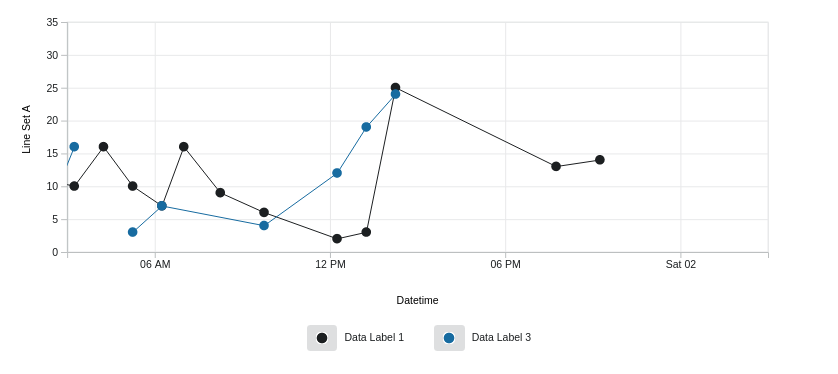 35
30
25
20
15
10
5
0
Line Set A
06 AM
12 PM
06 PM
Sat 02
Datetime
Data Label 1
Data Label 3